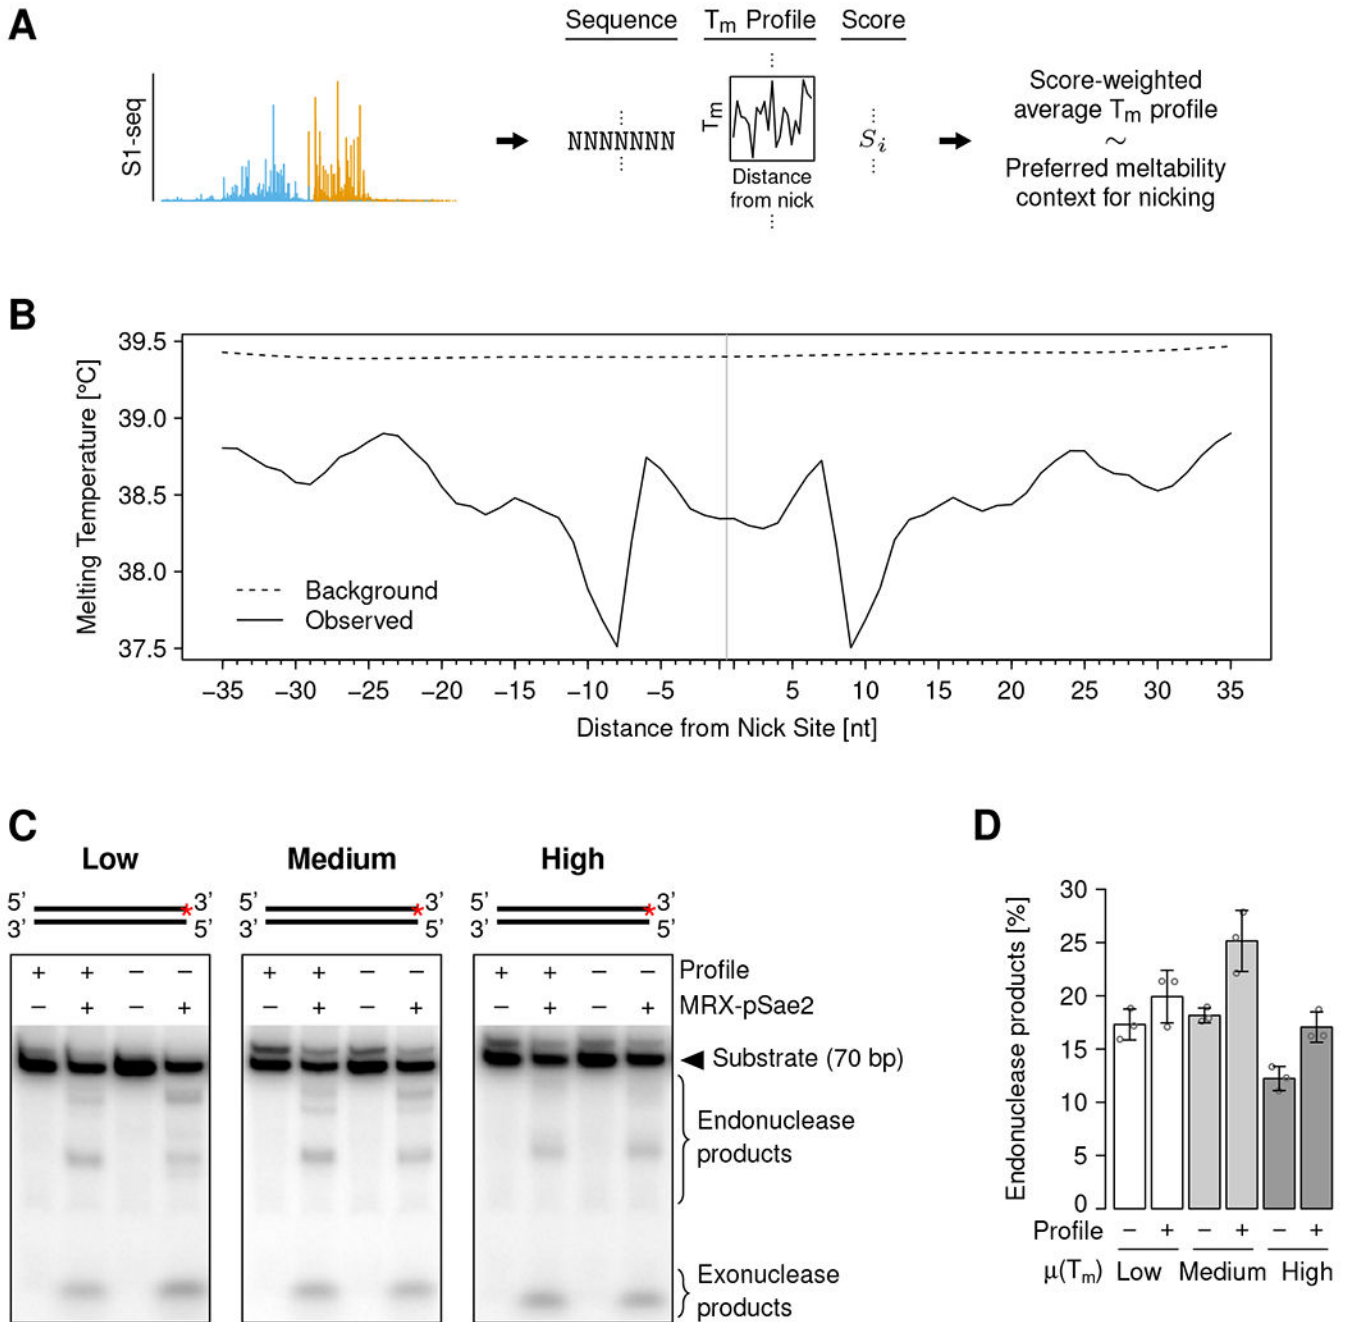 A
Sequence Tm Profile Score
S1-seq
NNNNNNN
Tm
Distance
from nick
Si
Score-weighted
average Tm profile
~
Preferred meltability
context for nicking
B
Melting Temperature [°C]
39.5
39.0
38.5
38.0
37.5
Background
Observed
−35 −30 −25 −20 −15 −10 −5 5 10 15 20 25 30 35
Distance from Nick Site [nt]
C
Low Medium High
5’ * 3’ 5’ * 3’ 5’ * 3’
3’ 5’ 3’ 5’ 3’ 5’
+ + − − + + − − + + − − Profile
− + − + − + − + − + − + MRX-pSae2
Substrate (70 bp)
Endonuclease
products
Exonuclease
products
D
Endonuclease products [%]
30
25
20
15
10
5
0
Profile − + − + − +
μ(Tm) Low Medium High